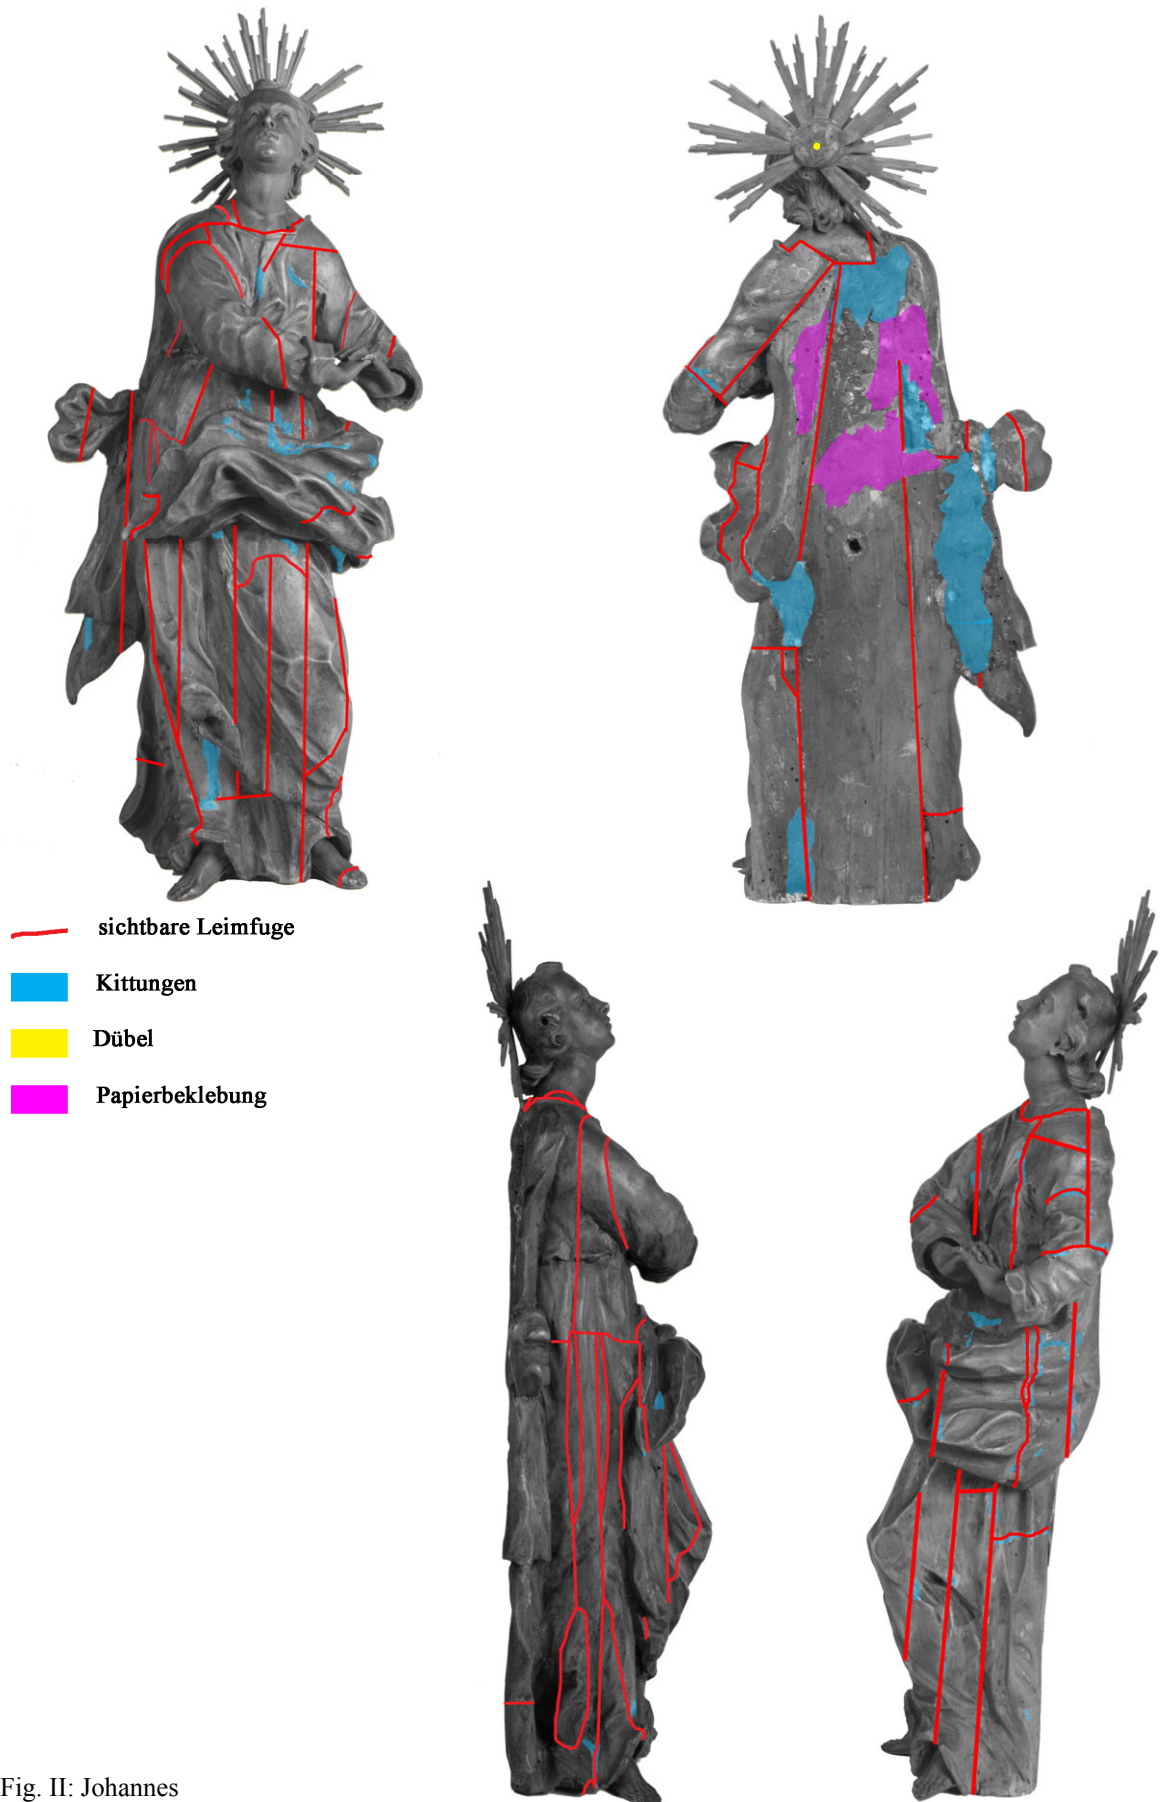 sichtbare Leimfuge
Kittungen
Dübel
Papierbeklebung
Fig. II: Johannes